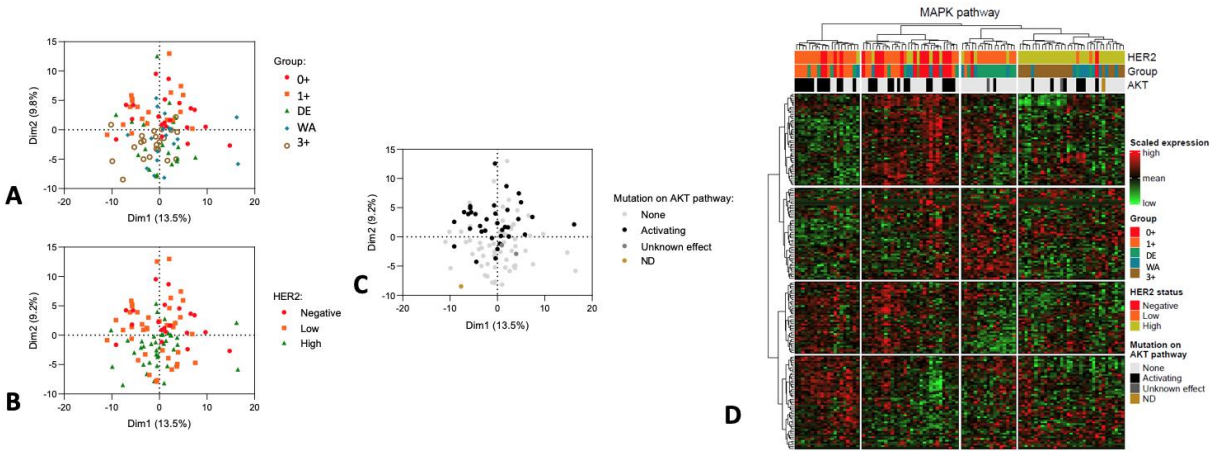 A
15
10
5
0
-5
-10
Dim2 (9.8%)
-20
-10
0
10
20
Dim1 (13.5%)
Group:
0+
1+
DE
WA
3+
B
15
10
5
0
-5
-10
Dim2 (9.2%)
-20
-10
0
10
20
Dim1 (13.5%)
HER2:
Negative
Low
High
C
15
10
5
0
-5
-10
Dim2 (9.2%)
-20
-10
0
10
20
Dim1 (13.5%)
Mutation on AKT pathway:
None
Activating
Unknown effect
ND
D
MAPK pathway
HER2
Group
AKT
Scaled expression
high
mean
low
Group
0+
1+
DE
WA
3+
HER2 status
Negative
Low
High
Mutation on
AKT pathway
None
Activating
Unknown effect
ND